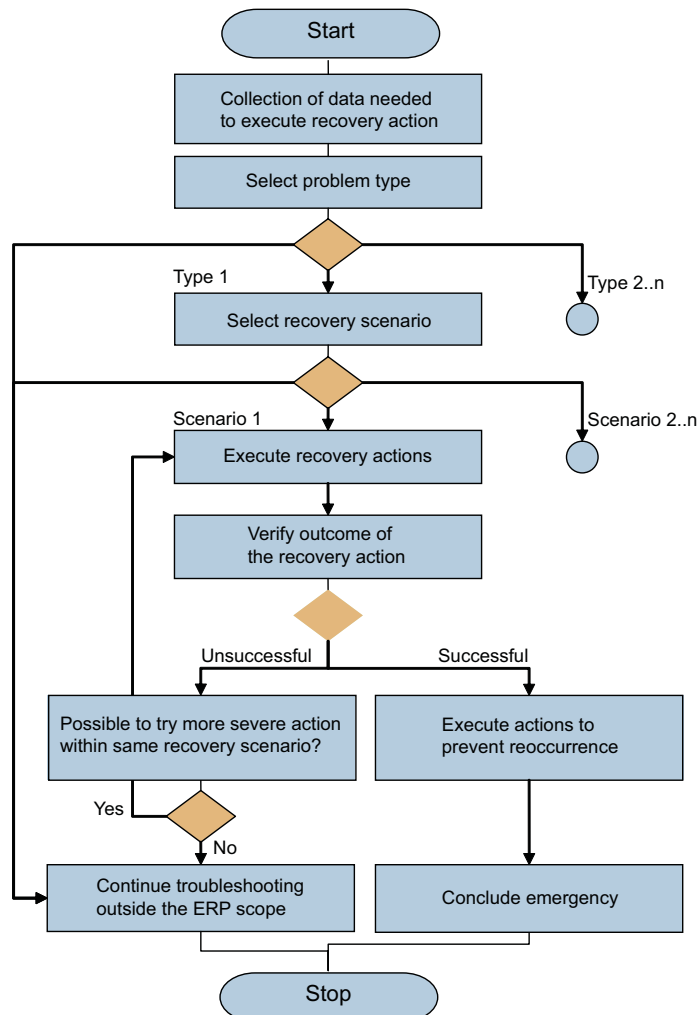 Start
Collection of data needed
to execute recovery action
Select problem type
Type 1
Type 2..n
Select recovery scenario
Scenario 1
Scenario 2..n
Execute recovery actions
Verify outcome of
the recovery action
Unsuccessful
Successful
Possible to try more severe action
within same recovery scenario?
Execute actions to
prevent reoccurrence
Yes
No
Continue troubleshooting
outside the ERP scope
Conclude emergency
Stop